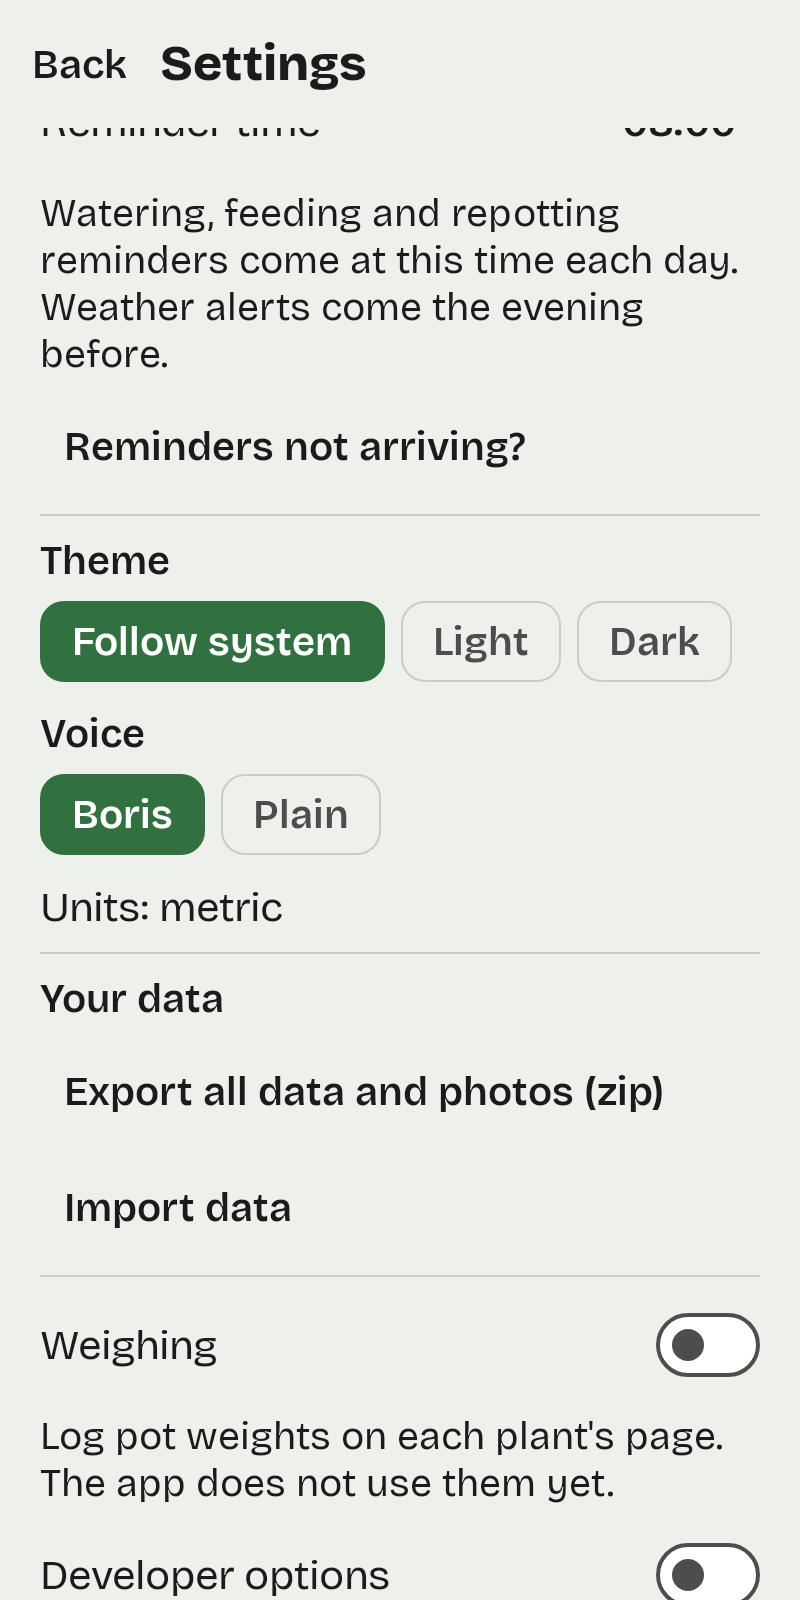 Back Settings
Reminder time
Watering, feeding and repotting
reminders come at this time each day.
Weather alerts come the evening
before.
Reminders not arriving?
Theme
Follow system Light Dark
Voice
Boris Plain
Units: metric
Your data
Export all data and photos (zip)
Import data
Weighing
Log pot weights on each plant's page.
The app does not use them yet.
Developer options